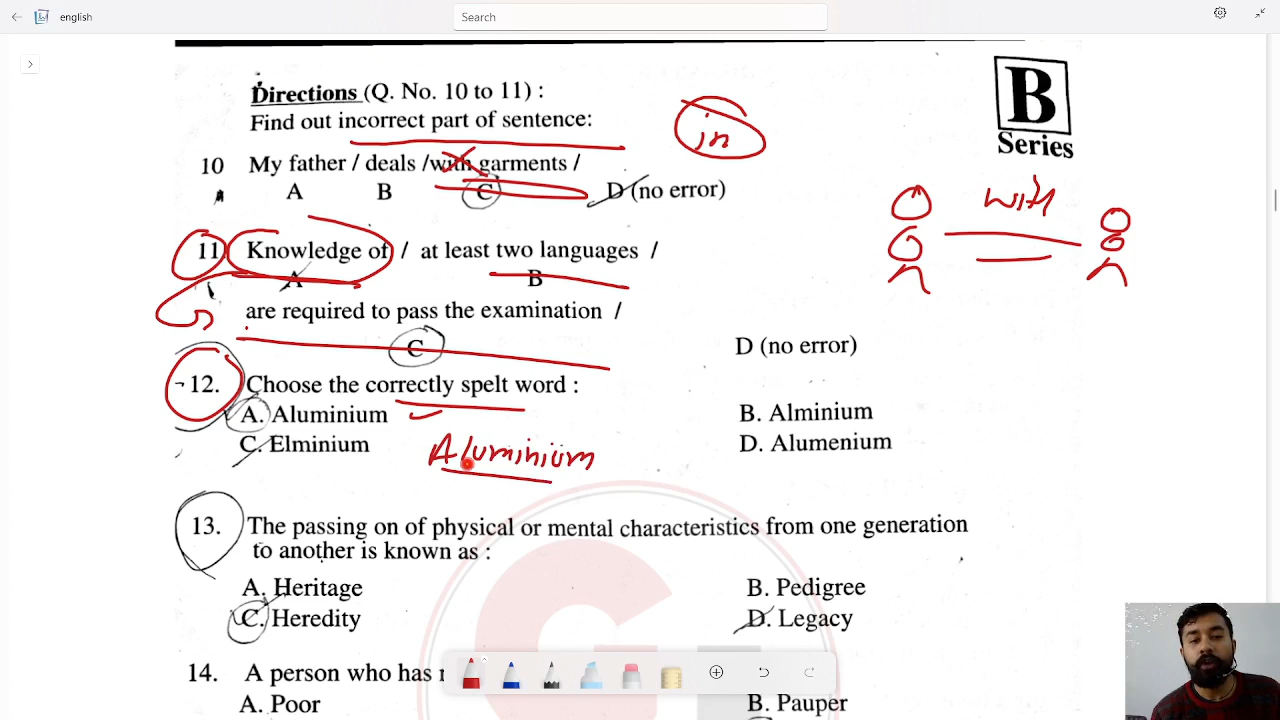 english
Search
Directions (Q. No. 10 to 11) :
Find out incorrect part of sentence:
in
B
Series
10 My father / deals /with garments /
A B C D (no error)
with
11 Knowledge of / at least two languages /
A B
are required to pass the examination /
C D (no error)
12. Choose the correctly spelt word :
A. Aluminium B. Alminium
C. Elminium D. Alumenium
Aluminium
13. The passing on of physical or mental characteristics from one generation
to another is known as :
A. Heritage B. Pedigree
C. Heredity D. Legacy
14. A person who has
A. Poor B. Pauper